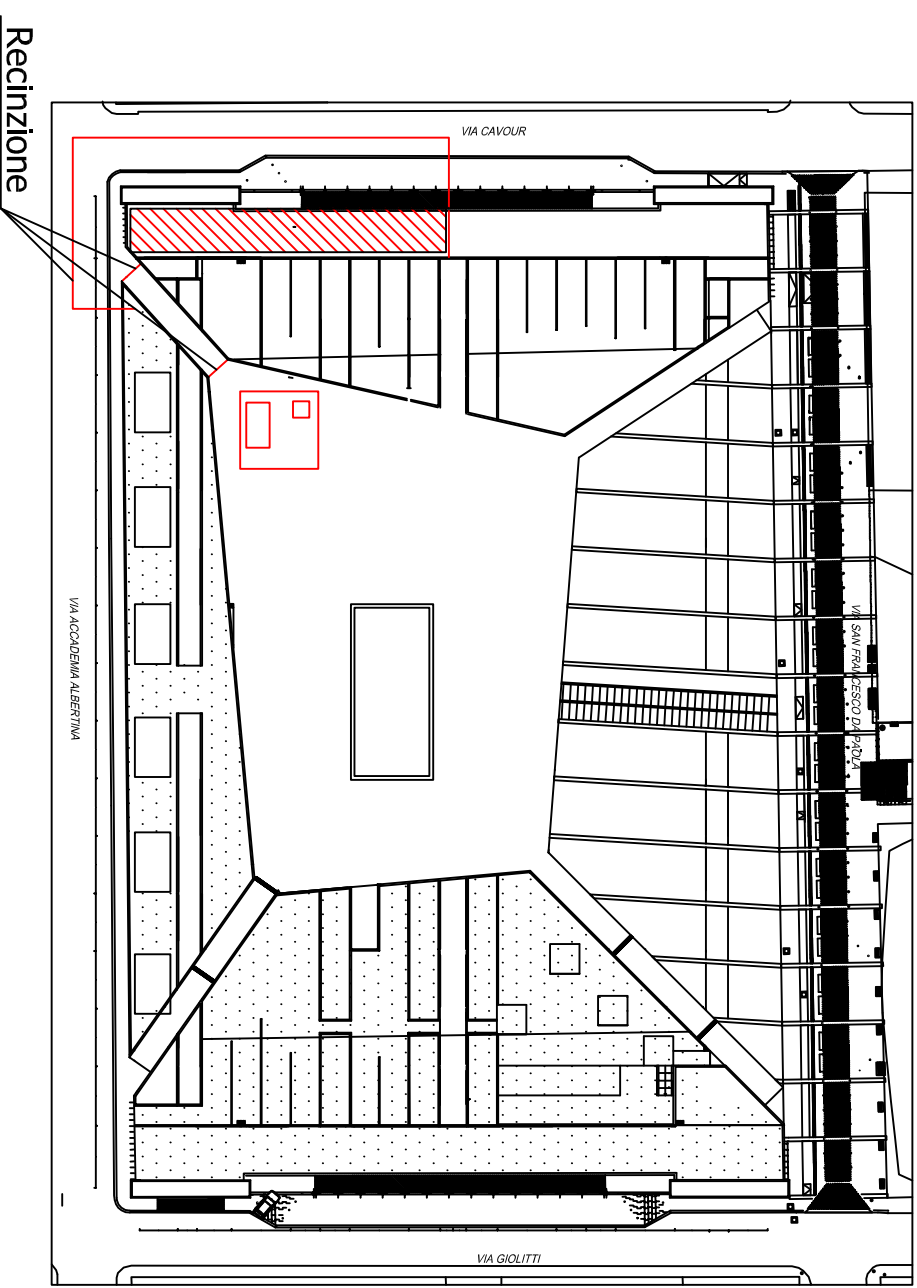 Recinzione
VIA CAVOUR
VIA ACCADEMIA ALBERTINA
VIA SAN FRANCESCO DA PAOLA
VIA GIOLITTI